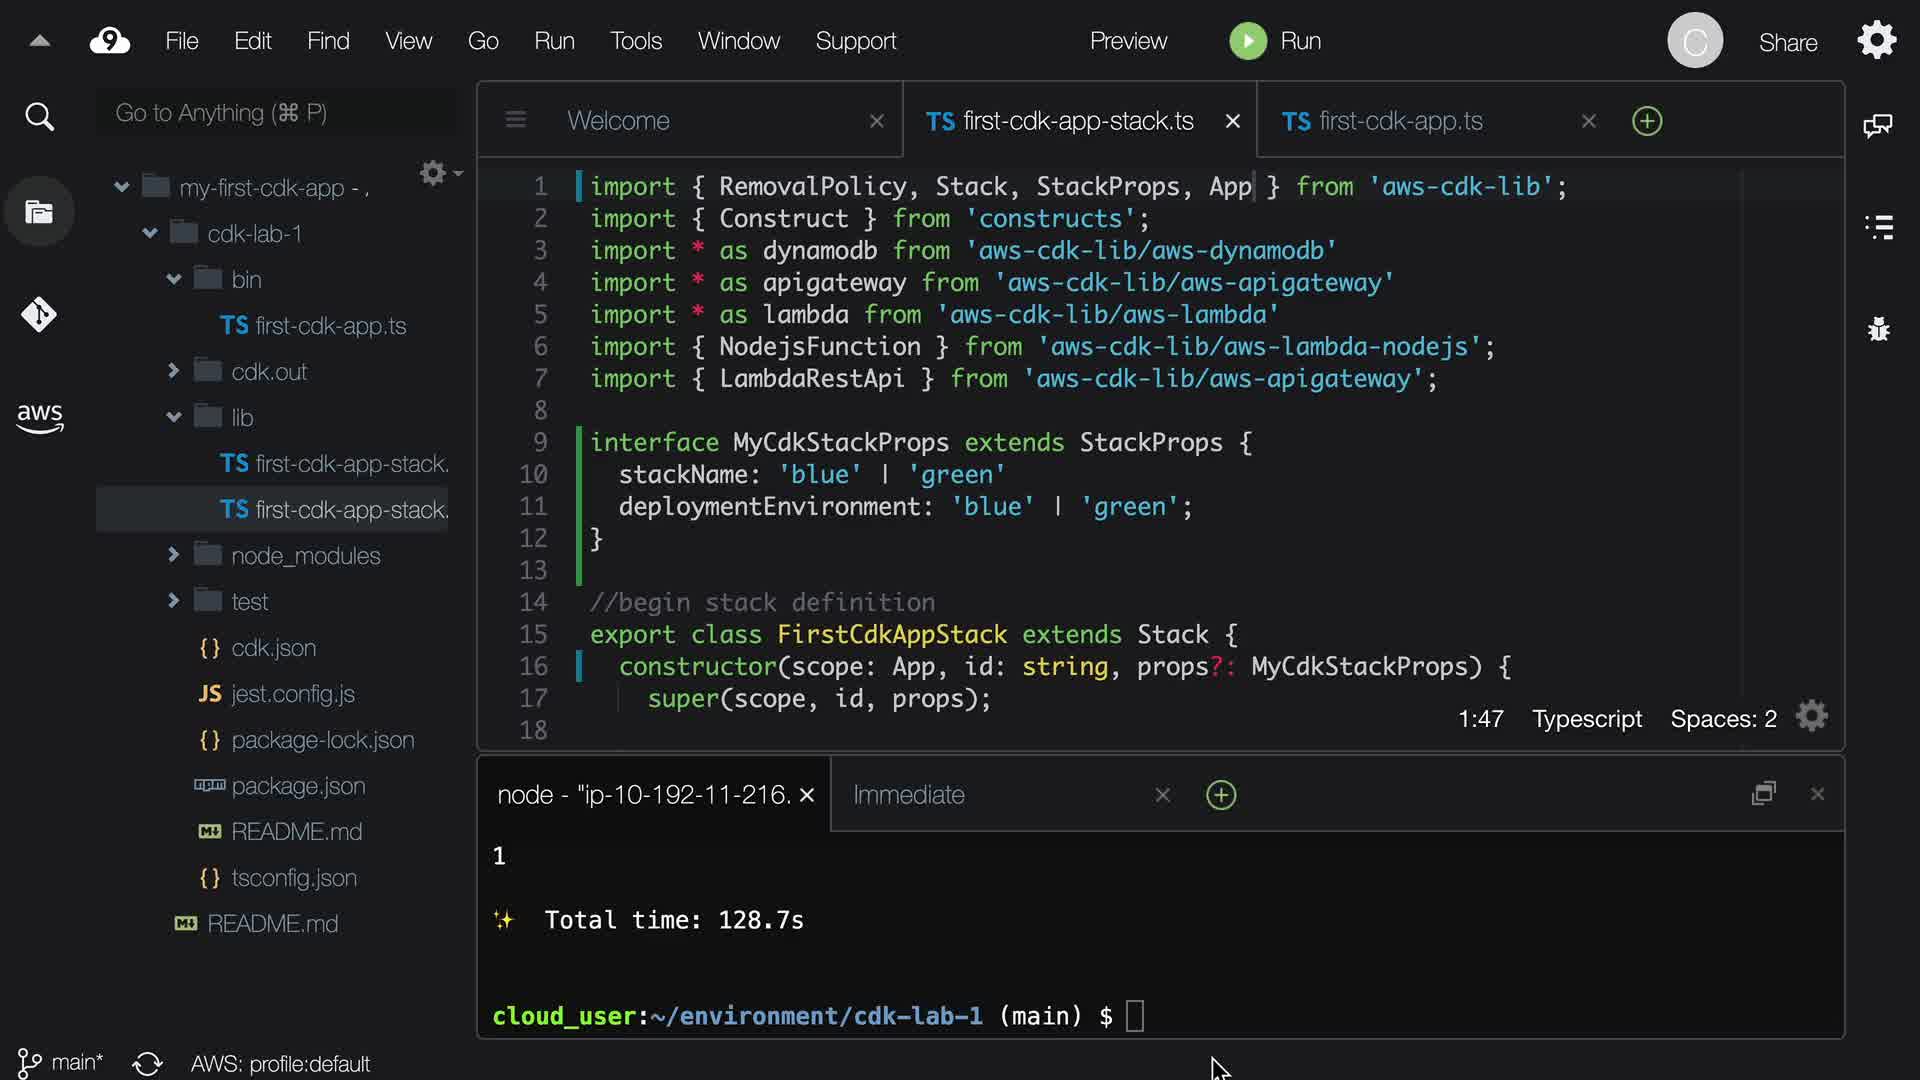 9 File Edit Find View Go Run Tools Window Support Preview Run C Share
Go to Anything (⌘ P)
my-first-cdk-app - ,
cdk-lab-1
bin
TS first-cdk-app.ts
cdk.out
lib
TS first-cdk-app-stack.
TS first-cdk-app-stack.
node_modules
test
{} cdk.json
JS jest.config.js
{} package-lock.json
package.json
README.md
{} tsconfig.json
README.md
aws
Welcome TS first-cdk-app-stack.ts TS first-cdk-app.ts
1 import { RemovalPolicy, Stack, StackProps, App } from 'aws-cdk-lib';
2 import { Construct } from 'constructs';
3 import * as dynamodb from 'aws-cdk-lib/aws-dynamodb'
4 import * as apigateway from 'aws-cdk-lib/aws-apigateway'
5 import * as lambda from 'aws-cdk-lib/aws-lambda'
6 import { NodejsFunction } from 'aws-cdk-lib/aws-lambda-nodejs';
7 import { LambdaRestApi } from 'aws-cdk-lib/aws-apigateway';
8
9 interface MyCdkStackProps extends StackProps {
10 stackName: 'blue' | 'green'
11 deploymentEnvironment: 'blue' | 'green';
12 }
13
14 //begin stack definition
15 export class FirstCdkAppStack extends Stack {
16 constructor(scope: App, id: string, props?: MyCdkStackProps) {
17 super(scope, id, props);
18
1:47 Typescript Spaces: 2
node - "ip-10-192-11-216. Immediate
1
✨ Total time: 128.7s
cloud_user:~/environment/cdk-lab-1 (main) $
main* AWS: profile:default